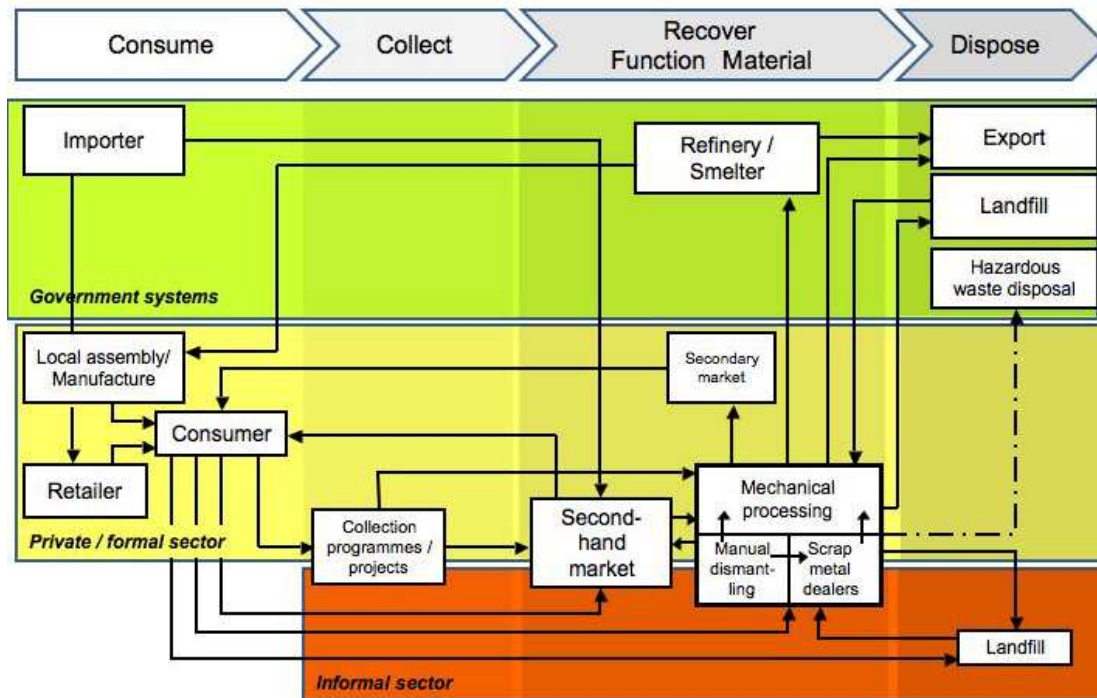 Consume
Collect
Recover
Function Material
Dispose
Importer
Refinery /
Smelter
Export
Landfill
Hazardous
waste disposal
Government systems
Local assembly/
Manufacture
Secondary
market
Consumer
Retailer
Mechanical
processing
Collection
programmes /
projects
Second-
hand
market
Manual
dismant-
ling
Scrap
metal
dealers
Private / formal sector
Landfill
Informal sector